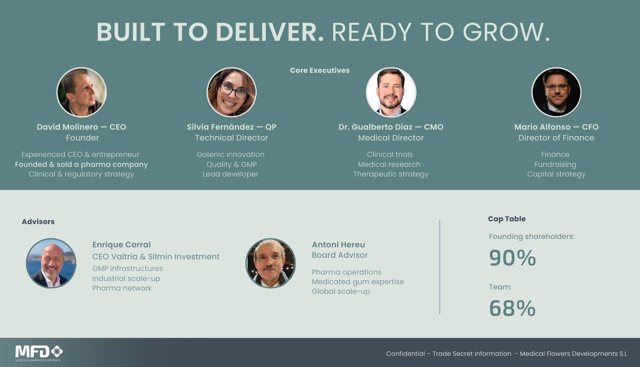 BUILT TO DELIVER. READY TO GROW.
Core Executives
David Molinero — CEO
Founder
Experienced CEO & entrepreneur
Founded & sold a pharma company
Clinical & regulatory strategy
Silvia Fernández — QP
Technical Director
Galenic innovation
Quality & GMP
Lead developer
Dr. Gualberto Díaz — CMO
Medical Director
Clinical trials
Medical research ·
Therapeutic strategy
Mario Alfonso — CFO
Director of Finance
Finance
Fundraising
Capital strategy
Advisors
Enrique Corral
CEO Valtria & Silmin Investment
GMP infrastructures
Industrial scale-up
Pharma network
Antoni Hereu
Board Advisor
Pharma operations
Medicated gum expertise
Global scale-up
Cap Table
Founding shareholders:
90%
Team:
68%
MFD
MEDICAL FLOWERS DEVELOPMENTS
Confidential – Trade Secret Information - Medical Flowers Developments S.L